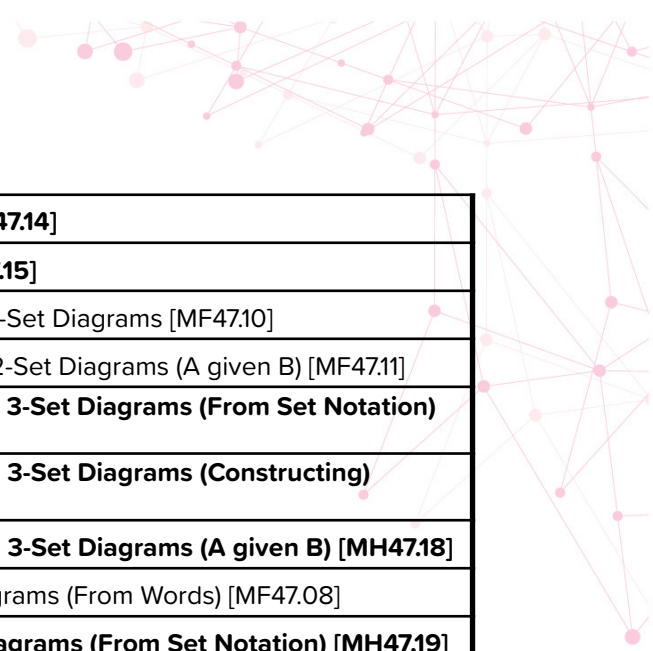 47.14]
.15]
-Set Diagrams [MF47.10]
2-Set Diagrams (A given B) [MF47.11]
3-Set Diagrams (From Set Notation)
3-Set Diagrams (Constructing)
3-Set Diagrams (A given B) [MH47.18]
grams (From Words) [MF47.08]
agrams (From Set Notation) [MH47.19]